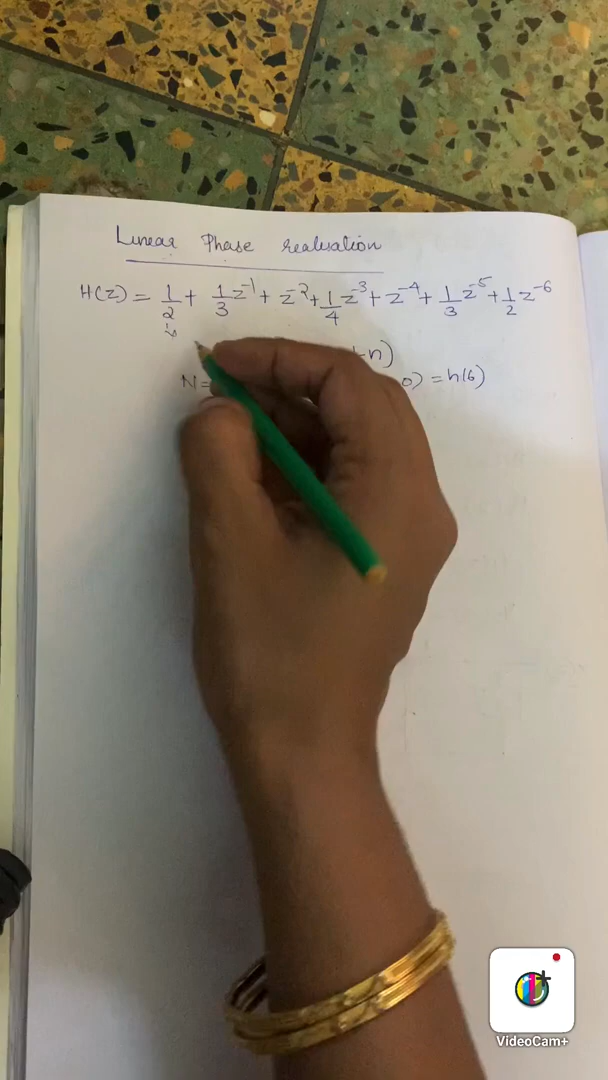 Linear Phase realisation
H(z) = 1/2 + 1/3 z^-1 + z^-2 + 1/4 z^-3 + z^-4 + 1/3 z^-5 + 1/2 z^-6
-n)
N= 0) = h(6)
VideoCam+